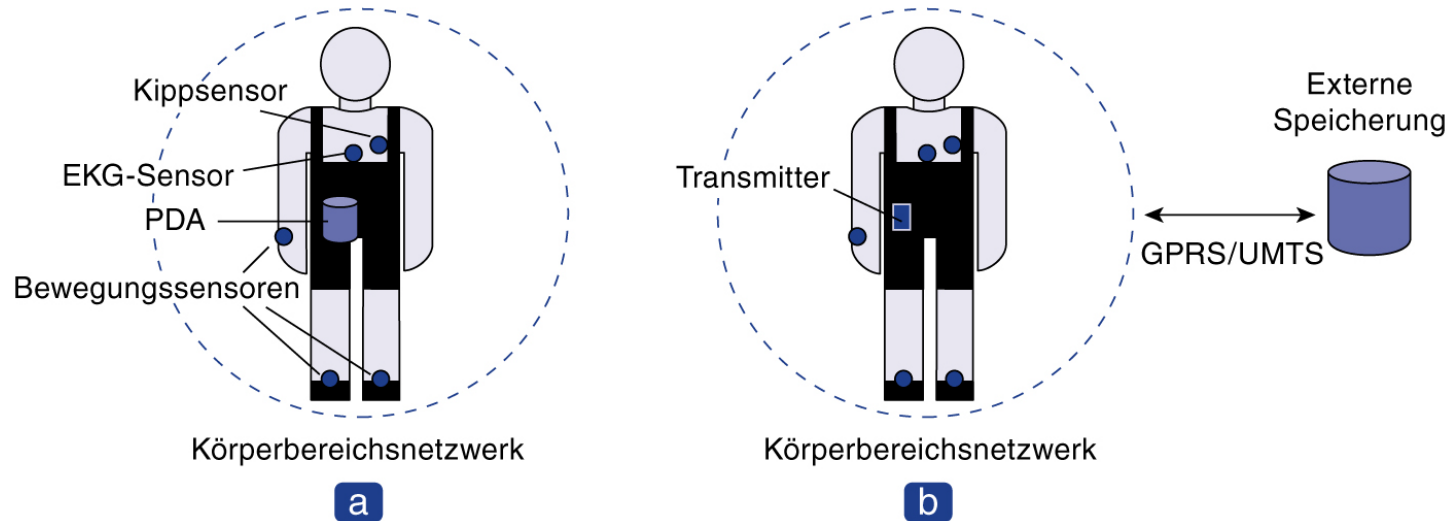 Kippsensor
EKG-Sensor
PDA
Bewegungssensoren
Körperbereichsnetzwerk
a
Transmitter
Körperbereichsnetzwerk
b
Externe
Speicherung
GPRS/UMTS